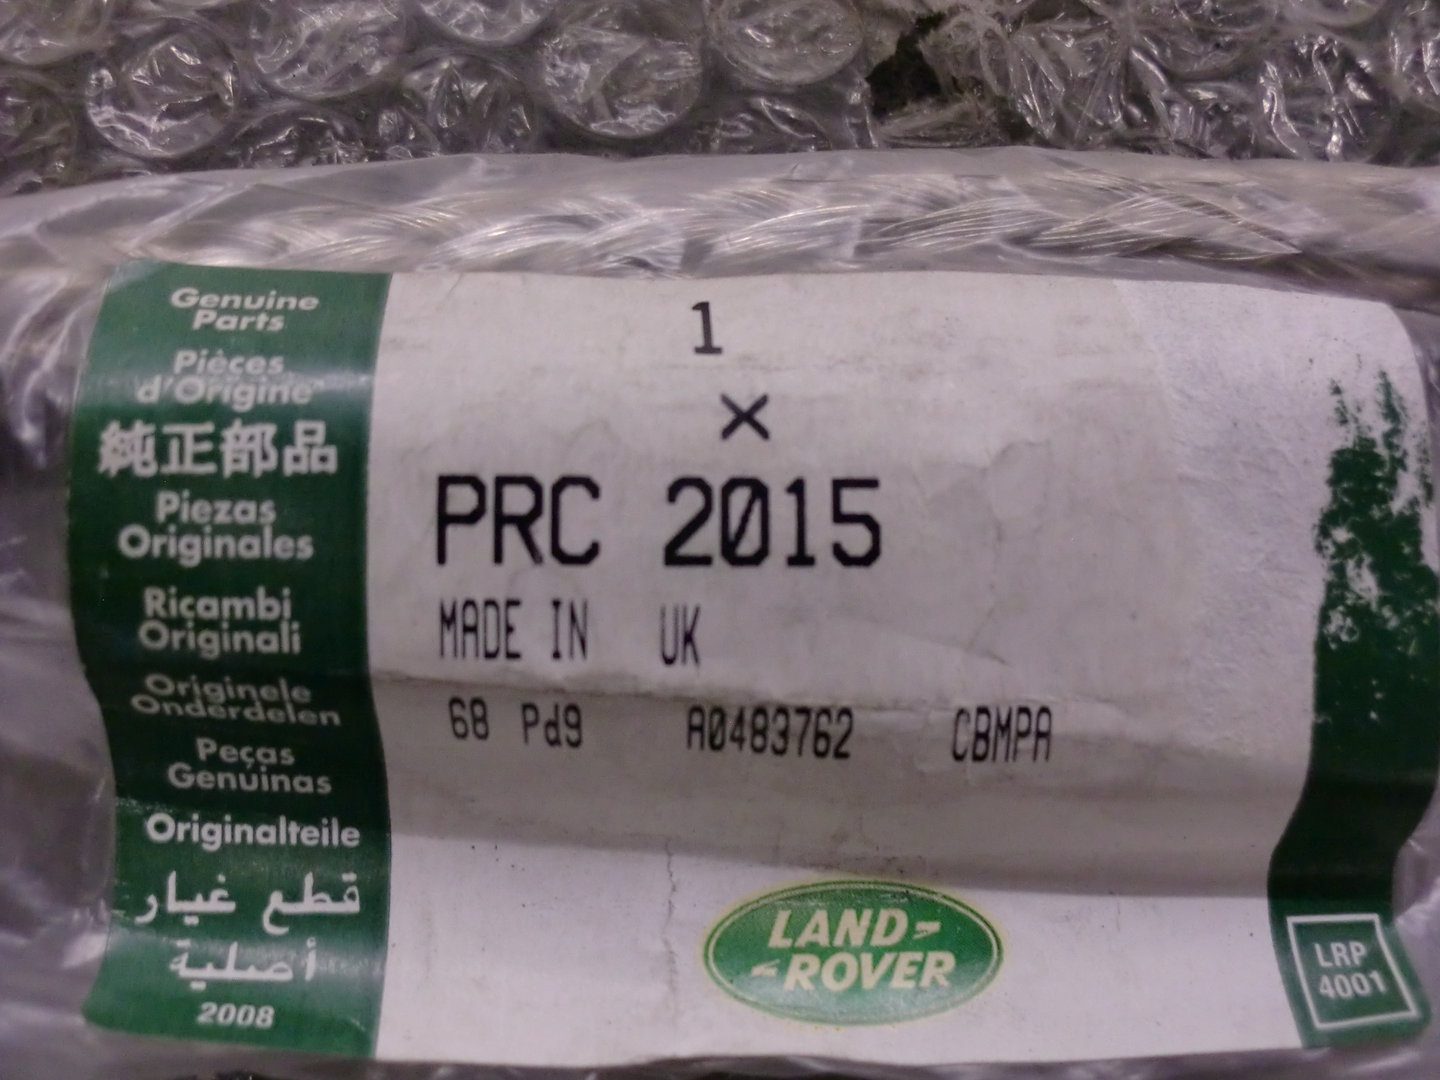 Genuine
Parts
Pièces
d'Origine
純正部品
Piezas
Originales
Ricambi
Originali
Originele
Onderdelen
Peças
Genuinas
Originalteile
قطع غيار
أصلية
2008
1
×
PRC 2015
MADE IN UK
68 Pd9 A0483762 CBMPA
LAND-
-ROVER
LRP
4001